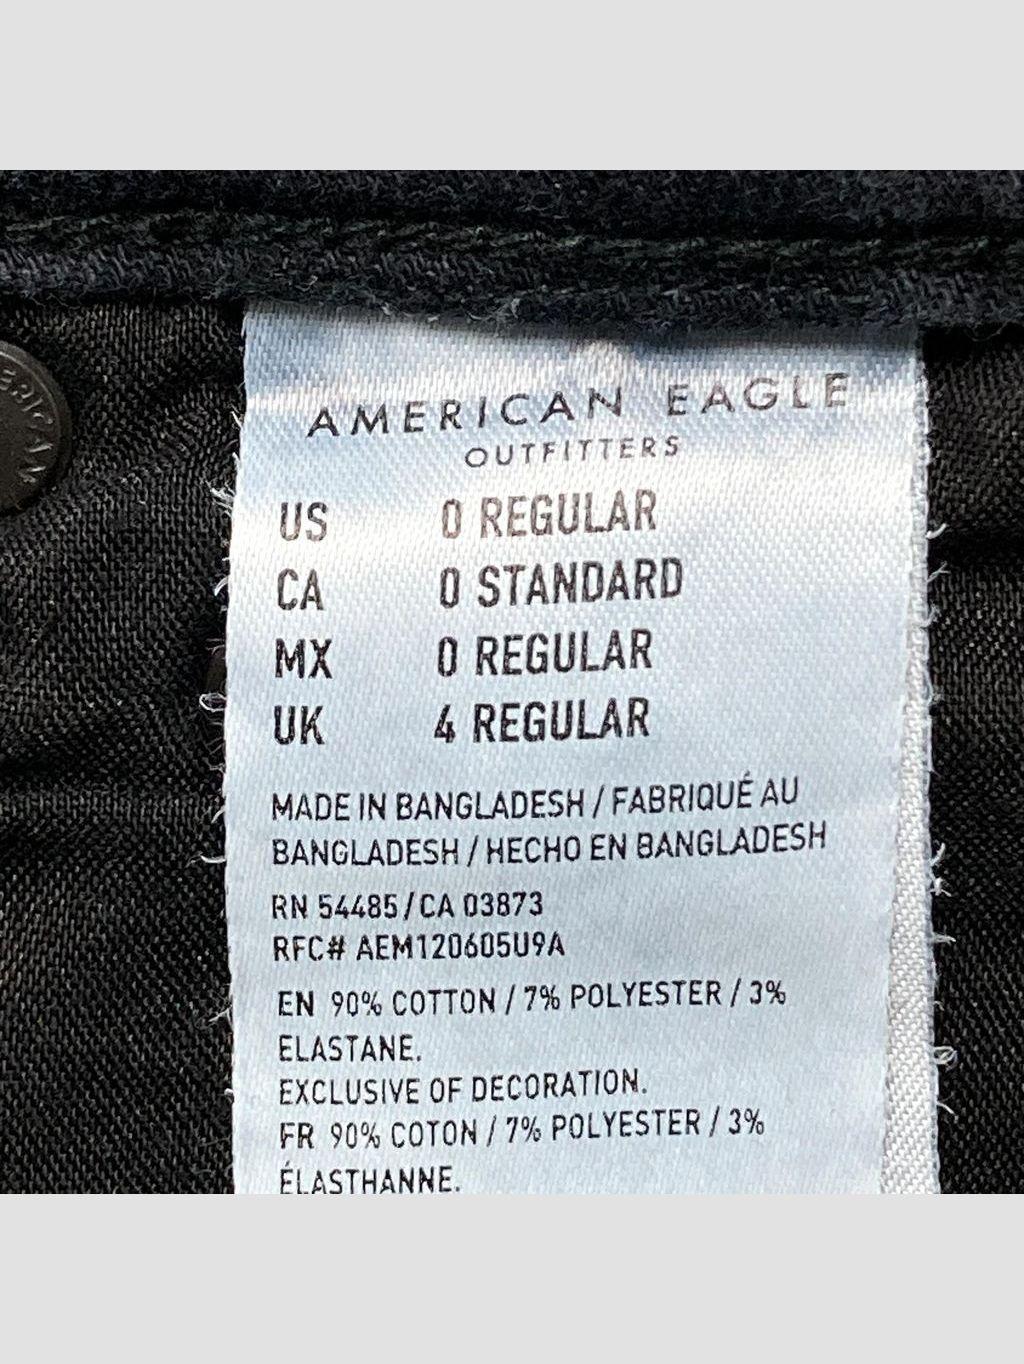 AMERICAN EAGLE
OUTFITTERS
US 0 REGULAR
CA 0 STANDARD
MX 0 REGULAR
UK 4 REGULAR
MADE IN BANGLADESH / FABRIQUÉ AU
BANGLADESH / HECHO EN BANGLADESH
RN 54485/CA 03873
RFC# AEM120605U9A
EN 90% COTTON / 7% POLYESTER / 3%
ELASTANE.
EXCLUSIVE OF DECORATION.
FR 90% COTON / 7% POLYESTER / 3%
ÉLASTHANNE.